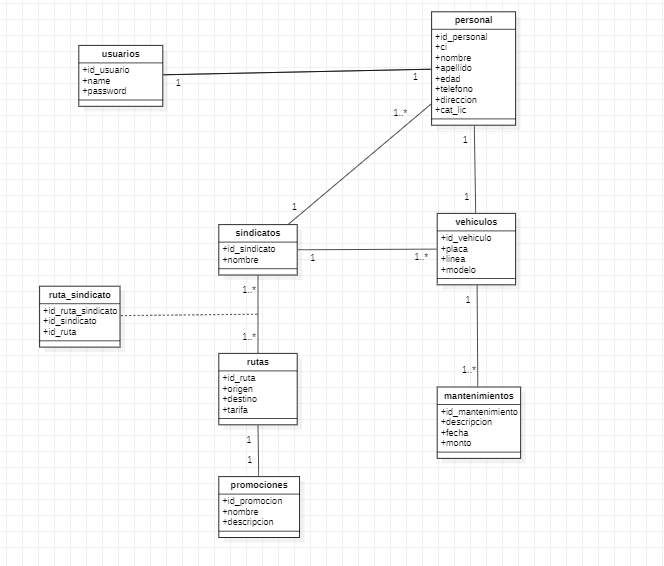 personal
+id_personal
+ci
+nombre
+apellido
+edad
+telefono
+direccion
+cat_lic
usuarios
+id_usuario
+name
+password
1
1
1..*
1
1
1
sindicatos
+id_sindicato
+nombre
1
1..*
vehiculos
+id_vehiculo
+placa
+linea
+modelo
1..*
1..*
ruta_sindicato
+id_ruta_sindicato
+id_sindicato
+id_ruta
1
1..*
rutas
+id_ruta
+origen
+destino
+tarifa
mantenimientos
+id_mantenimiento
+descripcion
+fecha
+monto
1
1
promociones
+id_promocion
+nombre
+descripcion